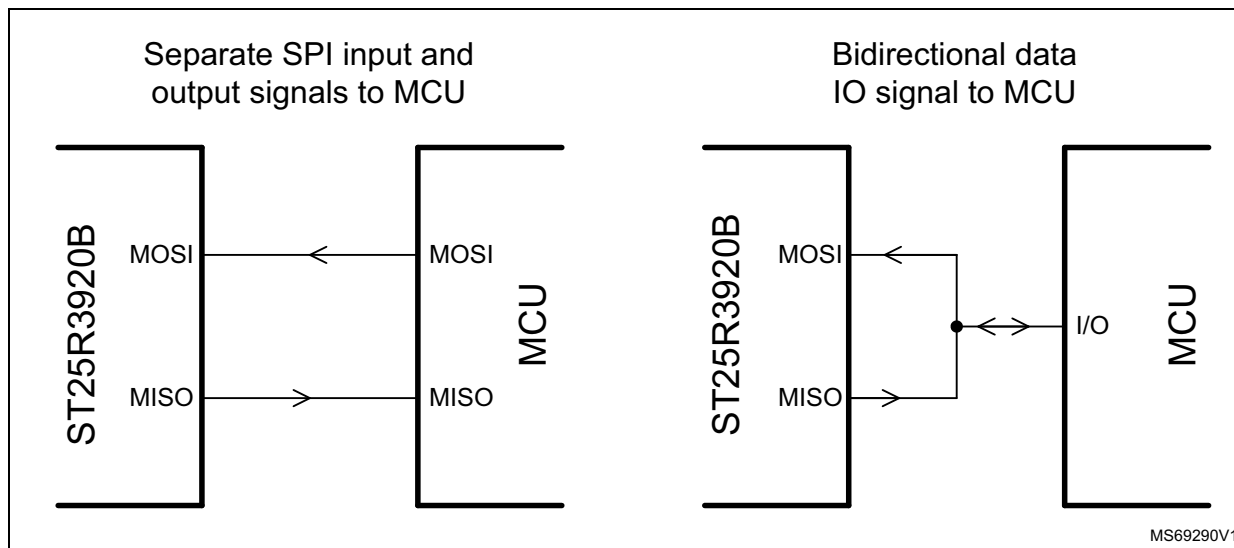 Separate SPI input and
output signals to MCU
ST25R3920B
MOSI
MISO
MOSI
MISO
MCU
Bidirectional data
IO signal to MCU
ST25R3920B
MOSI
MISO
I/O
MCU
MS69290V1